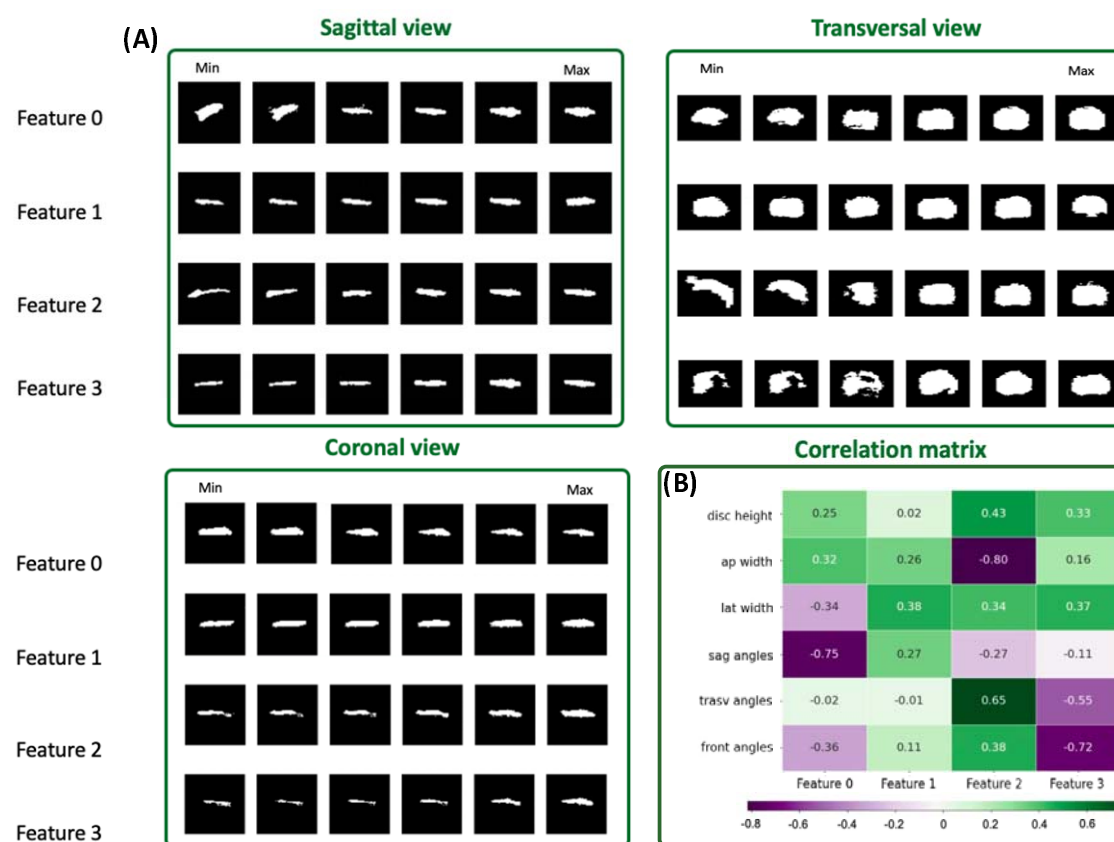 (A)
Sagittal view
Min Max
Feature 0
Feature 1
Feature 2
Feature 3
Transversal view
Min Max
Coronal view
Min Max
Feature 0
Feature 1
Feature 2
Feature 3
Correlation matrix
(B)
disc height 0.25 0.02 0.43 0.33
ap width 0.32 0.26 -0.80 0.16
lat width -0.34 0.38 0.34 0.37
sag angles -0.75 0.27 -0.27 -0.11
trasv angles -0.02 -0.01 0.65 -0.55
front angles -0.36 0.11 0.38 -0.72
Feature 0 Feature 1 Feature 2 Feature 3
-0.8 -0.6 -0.4 -0.2 0 0.2 0.4 0.6